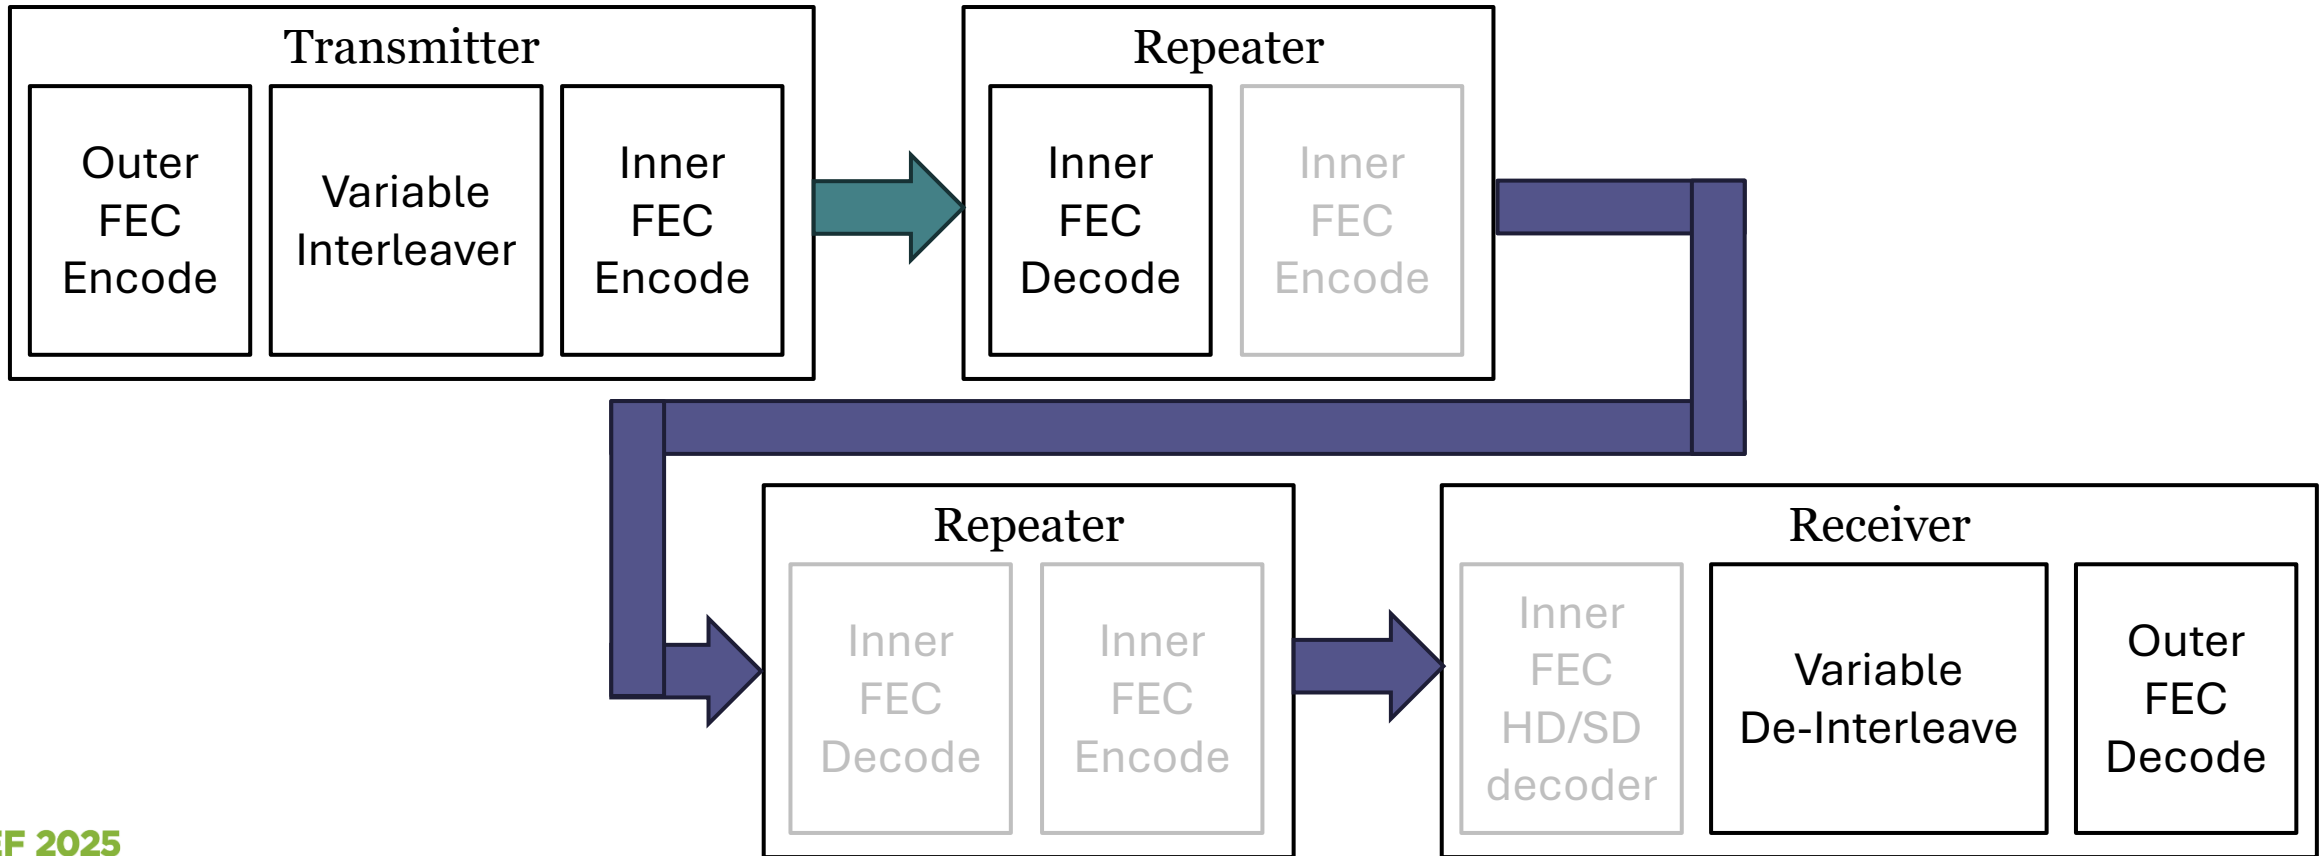 Transmitter
Outer
FEC
Encode
Variable
Interleaver
Inner
FEC
Encode
Repeater
Inner
FEC
Decode
Inner
FEC
Encode
Repeater
Inner
FEC
Decode
Inner
FEC
Encode
Receiver
Inner
FEC
HD/SD
decoder
Variable
De-Interleave
Outer
FEC
Decode
2025